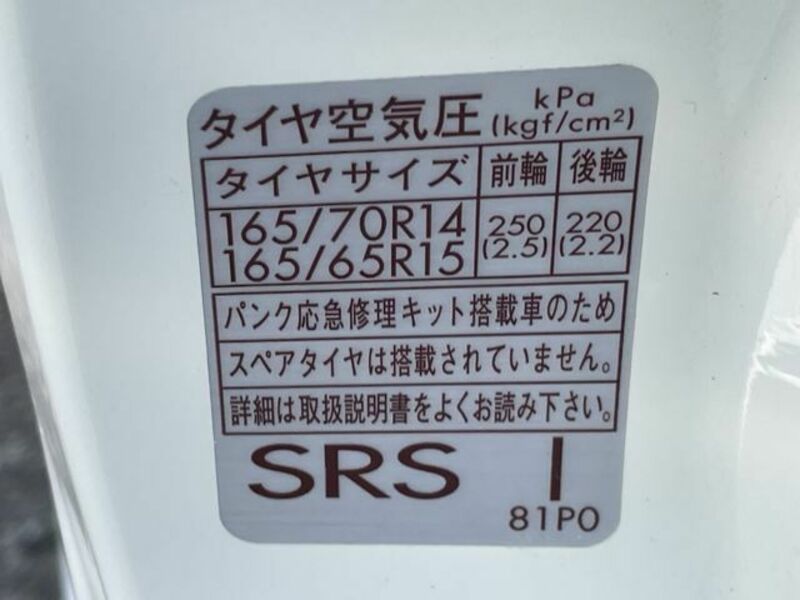 タイヤ空気圧 kPa (kgf/cm²)
タイヤサイズ 前輪 後輪
165/70R14 250 220
165/65R15 (2.5) (2.2)
パンク応急修理キット搭載車のため
スペアタイヤは搭載されていません。
詳細は取扱説明書をよくお読み下さい。
SRS I
81PO